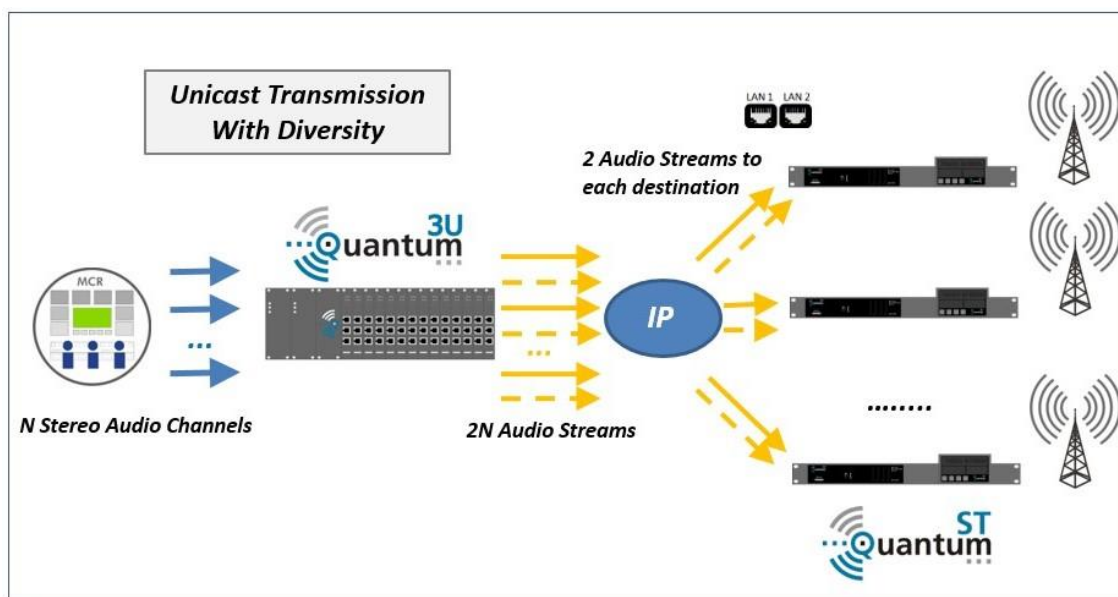 Unicast Transmission
With Diversity
LAN 1 LAN 2
2 Audio Streams to
each destination
3U
Quantum
MCR
IP
...
...
N Stereo Audio Channels
2N Audio Streams
........
ST
Quantum